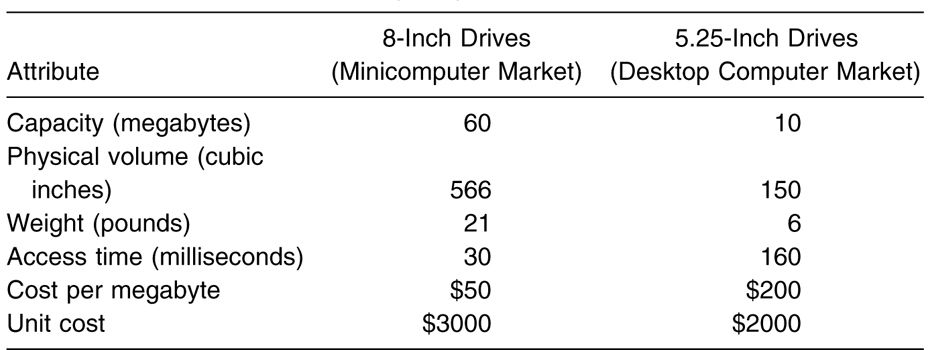 8-Inch Drives 5.25-Inch Drives
Attribute (Minicomputer Market) (Desktop Computer Market)
Capacity (megabytes) 60 10
Physical volume (cubic
inches) 566 150
Weight (pounds) 21 6
Access time (milliseconds) 30 160
Cost per megabyte $50 $200
Unit cost $3000 $2000